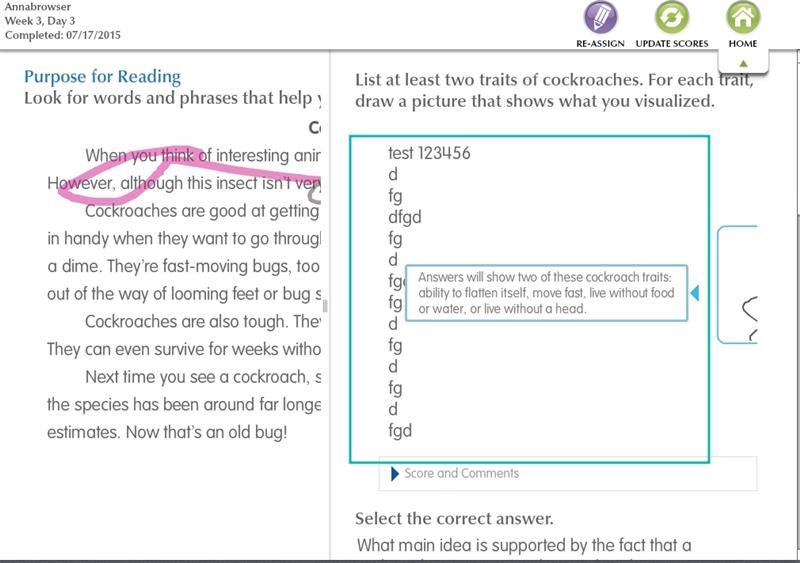 Annabrowser
Week 3, Day 3
Completed: 07/17/2015
RE-ASSIGN
UPDATE SCORES
HOME
Purpose for Reading
Look for words and phrases that help
When you think of interesting
However, although this insect isn't very
Cockroaches are good at getting
in handy when they want to go
a dime. They're fast-moving bugs, too
out of the way of looming feet or bug
Cockroaches are also tough.
They can even survive for weeks
Next time you see a cockroach,
the species has been around far
estimates. Now that's an old bug!
List at least two traits of cockroaches. For each trait,
draw a picture that shows what you visualized.
test 123456
d
fg
dfgd
fg
d
fg
d
fg
d
fg
d
fgd
Answers will show two of these cockroach traits:
ability to flatten itself, move fast, live without food
or water, or live without a head.
Score and Comments
Select the correct answer.
What main idea is supported by the fact that a